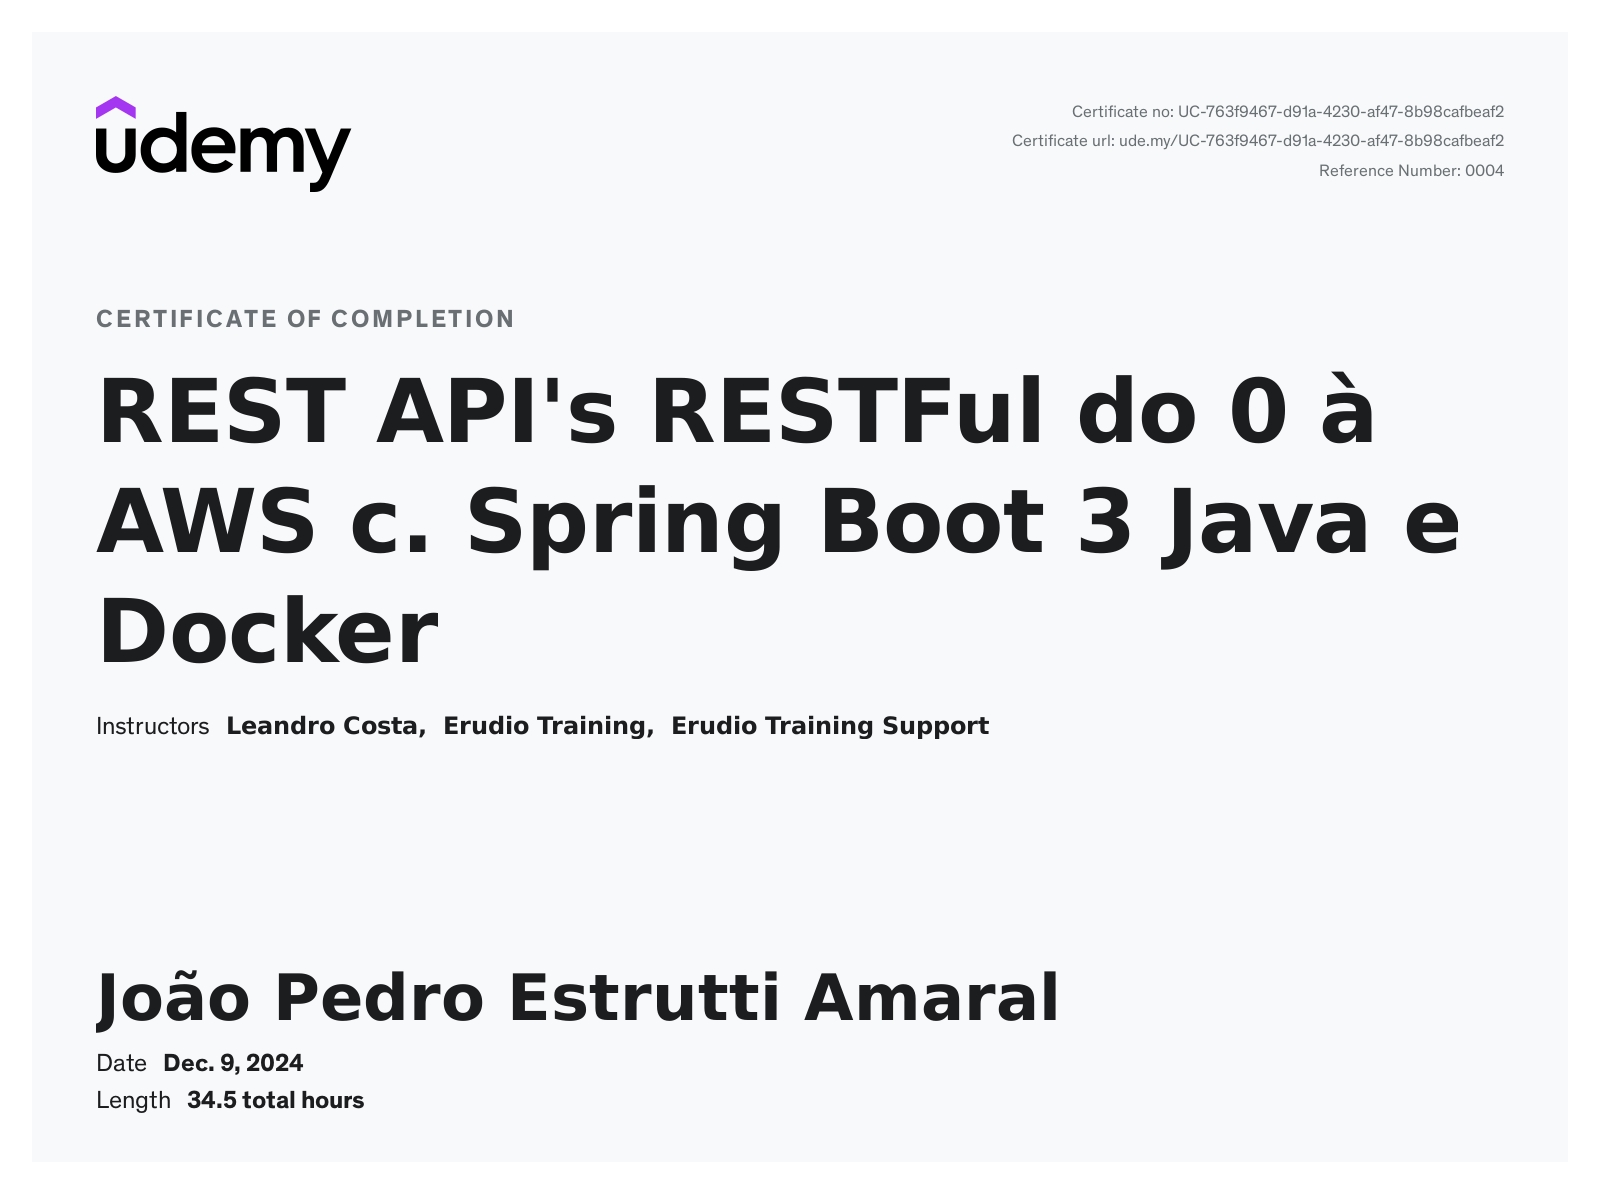 udemy
Certificate no: UC-763f9467-d91a-4230-af47-8b98cafbeaf2
Certificate url: ude.my/UC-763f9467-d91a-4230-af47-8b98cafbeaf2
Reference Number: 0004
CERTIFICATE OF COMPLETION
REST API's RESTFul do 0 à
AWS c. Spring Boot 3 Java e
Docker
Instructors Leandro Costa, Erudio Training, Erudio Training Support
João Pedro Estrutti Amaral
Date Dec. 9, 2024
Length 34.5 total hours